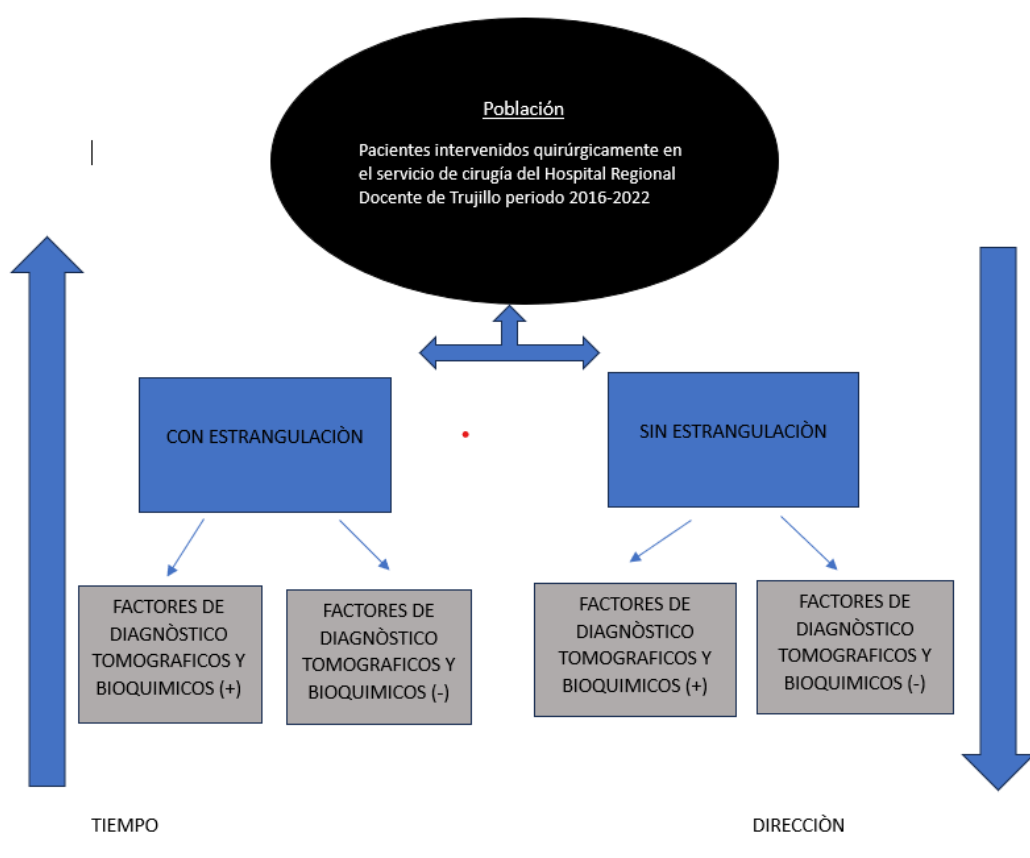 Población
Pacientes intervenidos quirúrgicamente en
el servicio de cirugía del Hospital Regional
Docente de Trujillo periodo 2016-2022
CON ESTRANGULACIÒN
SIN ESTRANGULACIÒN
FACTORES DE
DIAGNÒSTICO
TOMOGRAFICOS Y
BIOQUIMICOS (+)
FACTORES DE
DIAGNÒSTICO
TOMOGRAFICOS Y
BIOQUIMICOS (-)
FACTORES DE
DIAGNÒSTICO
TOMOGRAFICOS Y
BIOQUIMICOS (+)
FACTORES DE
DIAGNÒSTICO
TOMOGRAFICOS Y
BIOQUIMICOS (-)
TIEMPO
DIRECCIÒN